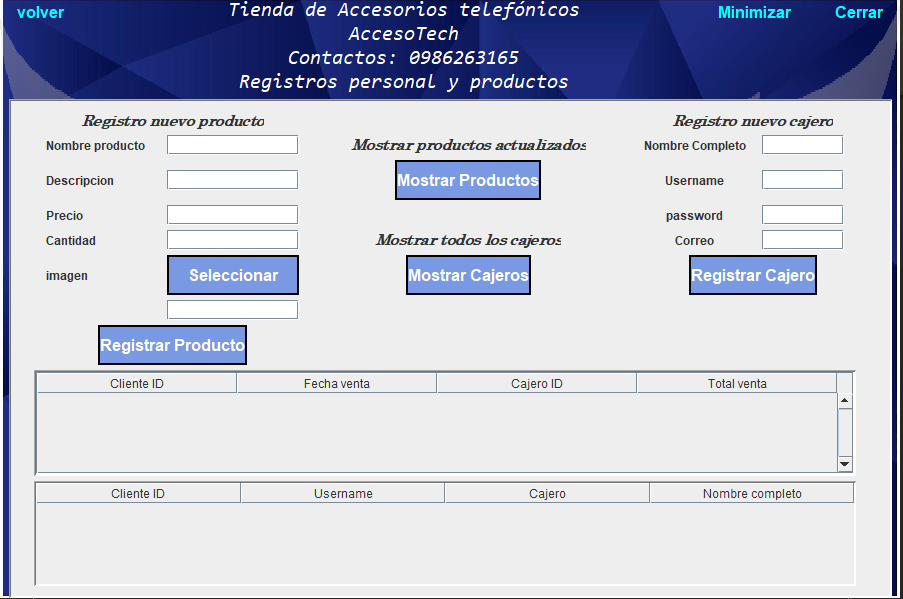 volver
Tienda de Accesorios telefónicos
Minimizar
Cerrar
AccesoTech
Contactos: 0986263165
Registros personal y productos
Registro nuevo producto
Nombre producto
Descripcion
Precio
Cantidad
imagen
Seleccionar
Registrar Producto
Mostrar productos actualizados
Mostrar Productos
Mostrar todos los cajeros
Mostrar Cajeros
Registro nuevo cajero
Nombre Completo
Username
password
Correo
Registrar Cajero
Cliente ID Fecha venta Cajero ID Total venta
Cliente ID Username Cajero Nombre completo